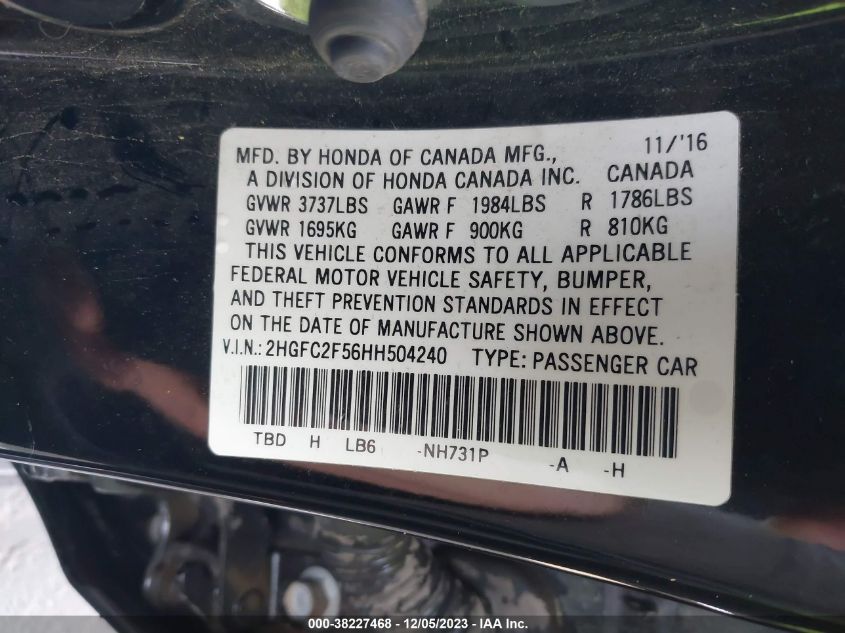 11/'16
MFD. BY HONDA OF CANADA MFG.,
A DIVISION OF HONDA CANADA INC. CANADA
GVWR 3737LBS GAWR F 1984LBS R 1786LBS
GVWR 1695KG GAWR F 900KG R 810KG
THIS VEHICLE CONFORMS TO ALL APPLICABLE
FEDERAL MOTOR VEHICLE SAFETY, BUMPER,
AND THEFT PREVENTION STANDARDS IN EFFECT
ON THE DATE OF MANUFACTURE SHOWN ABOVE.
V.I.N.: 2HGFC2F56HH504240 TYPE: PASSENGER CAR
TBD H LB6 -NH731P -A -H
000-38227468 - 12/05/2023 - IAA Inc.